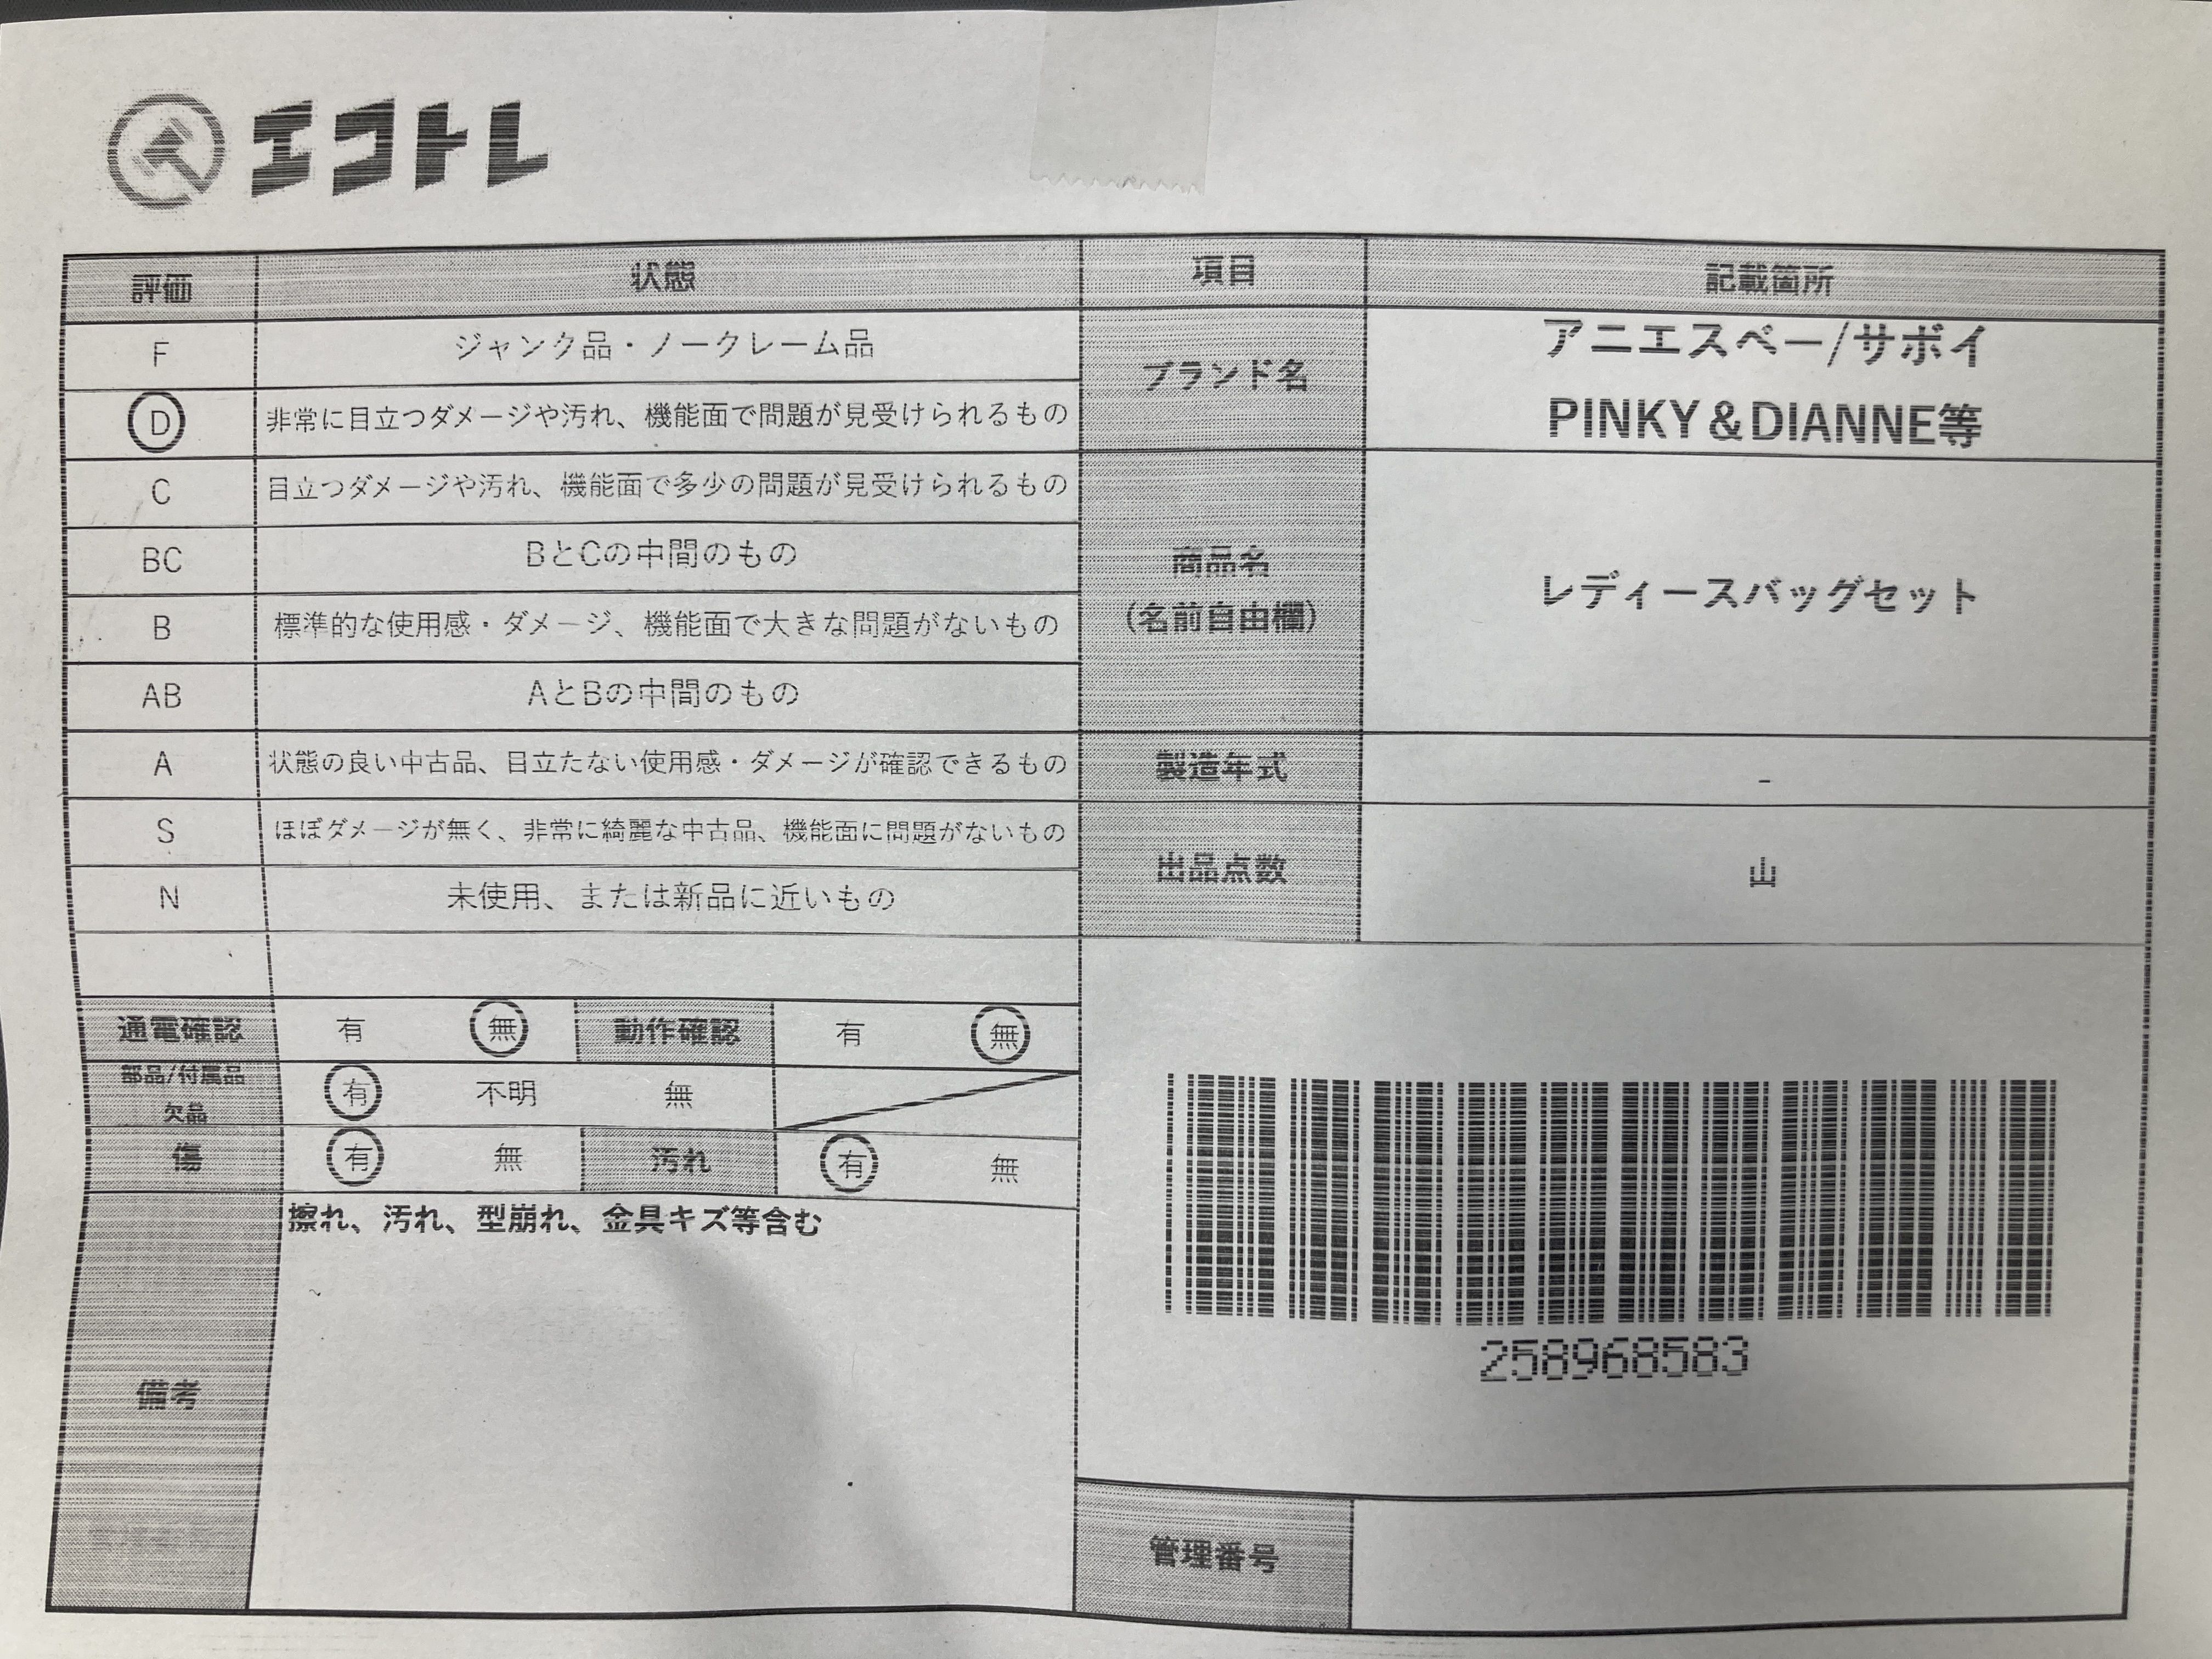 エコトレ
評価 状態 項目 記載箇所
F ジャンク品・ノークレーム品
D 非常に目立つダメージや汚れ、機能面で問題が見受けられるもの
C 目立つダメージや汚れ、機能面で多少の問題が見受けられるもの
BC BとCの中間のもの
B 標準的な使用感・ダメージ、機能面で大きな問題がないもの
AB AとBの中間のもの
A 状態の良い中古品、目立たない使用感・ダメージが確認できるもの
S ほぼダメージが無く、非常に綺麗な中古品、機能面に問題がないもの
N 未使用、または新品に近いもの
ブランド名
アニエスベー/サボイ
PINKY＆DIANNE等
商品名
(名前自由欄)
レディースバッグセット
製造年式 -
出品点数 山
通電確認 有 無 動作確認 有 無
部品/付属品
欠品
有 不明 無
傷 有 無 汚れ 有 無
備考
擦れ、汚れ、型崩れ、金具キズ等含む
258968583
管理番号